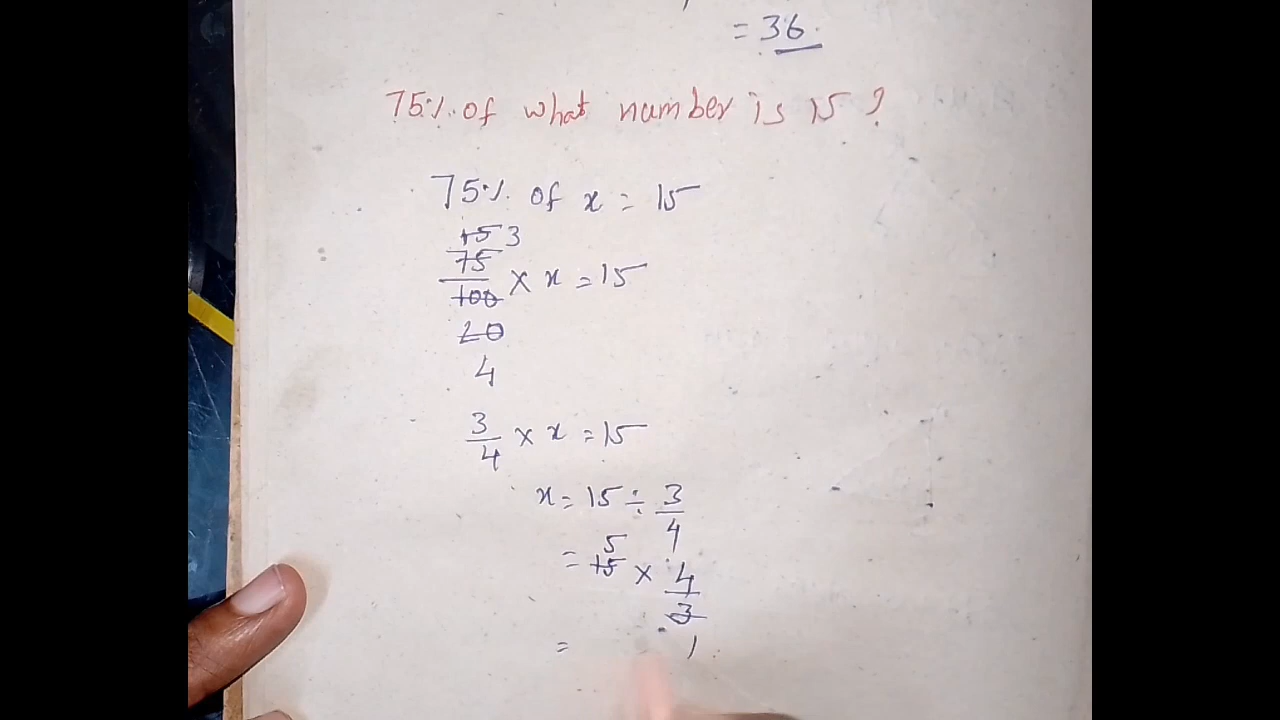 = 36.
75% of what number is 15?
75% of x = 15
15 3
75
100 × x = 15
20
4
3
4 × x = 15
x = 15 ÷ 3
4
5
= 15 × 4
3
= 1